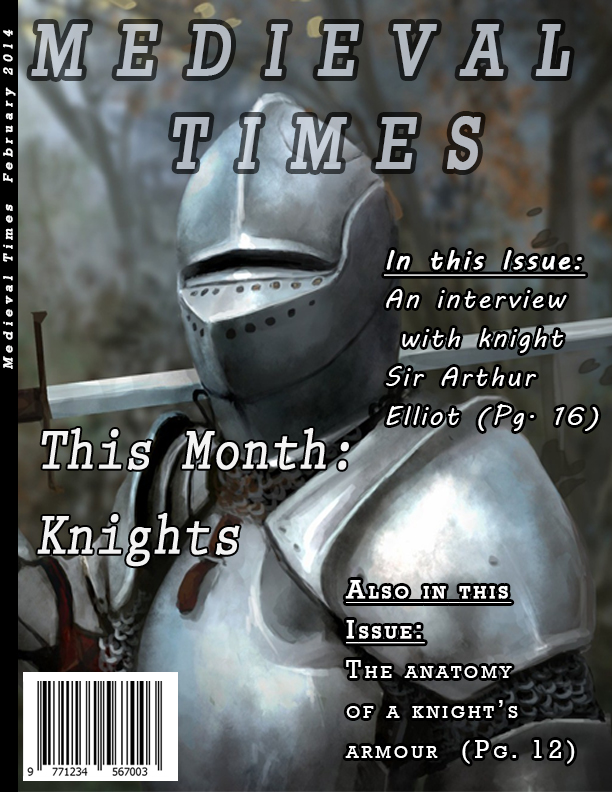 MEDIEVAL
TIMES
Medieval Times February 2014
In this Issue:
An interview
with knight
Sir Arthur
Elliot (Pg. 16)
This Month:
Knights
Also in this
Issue:
The anatomy
of a knight's
armour (Pg. 12)
9 771234 567003